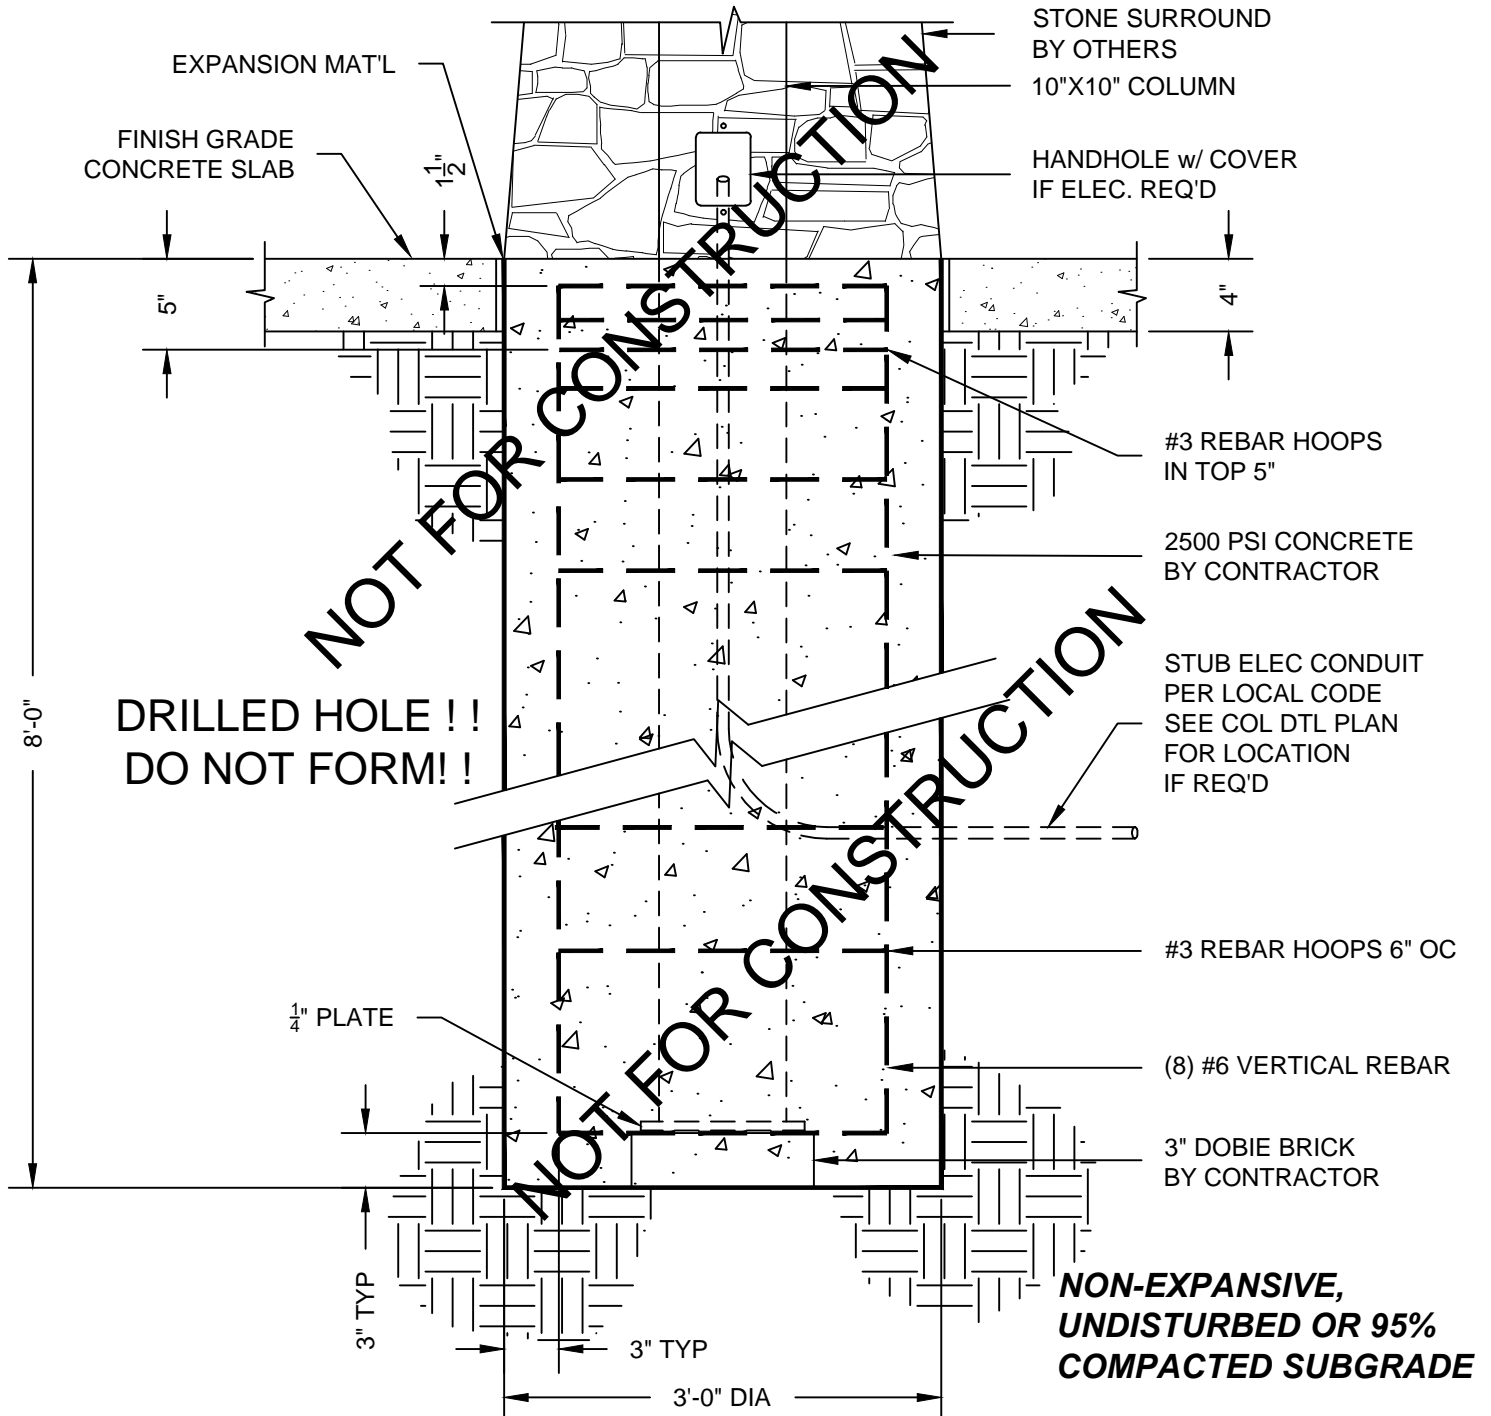 STONE SURROUND
BY OTHERS
EXPANSION MAT'L
10"X10" COLUMN
FINISH GRADE
CONCRETE SLAB
1 1/2"
HANDHOLE w/ COVER
IF ELEC. REQ'D
5"
4"
#3 REBAR HOOPS
IN TOP 5"
2500 PSI CONCRETE
BY CONTRACTOR
NOT FOR CONSTRUCTION
STUB ELEC CONDUIT
PER LOCAL CODE
SEE COL DTL PLAN
FOR LOCATION
IF REQ'D
8'-0"
DRILLED HOLE ! !
DO NOT FORM! !
#3 REBAR HOOPS 6" OC
1/4" PLATE
(8) #6 VERTICAL REBAR
NOT FOR CONSTRUCTION
3" DOBIE BRICK
BY CONTRACTOR
3" TYP
3" TYP
3'-0" DIA
NON-EXPANSIVE,
UNDISTURBED OR 95%
COMPACTED SUBGRADE